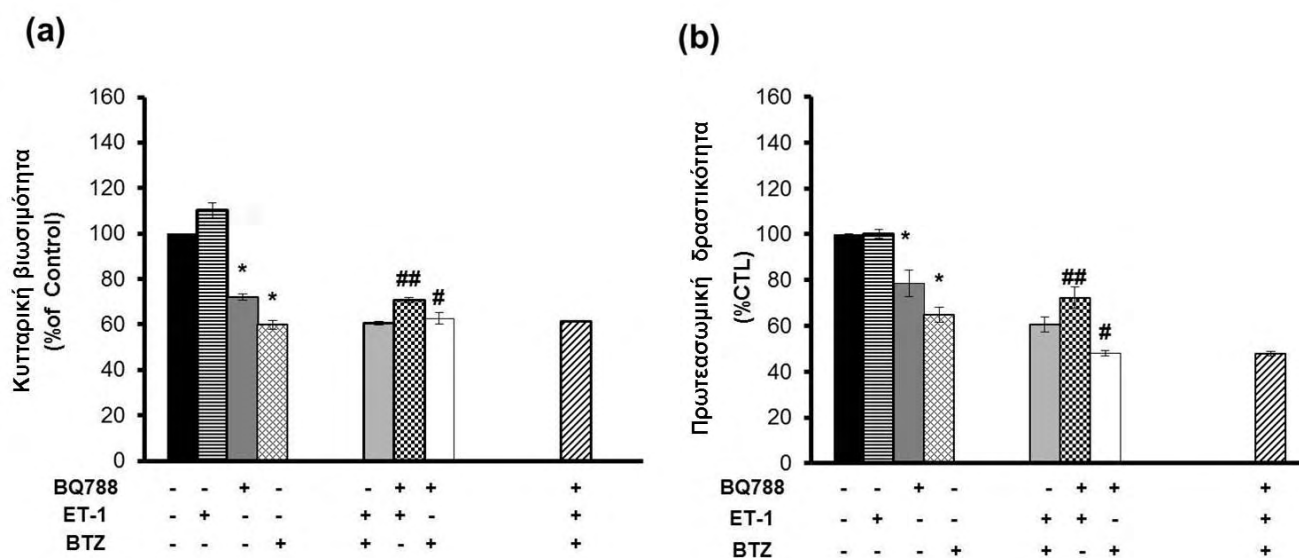 (a)
160
140
120
100
80
60
40
20
0
Κυτταρική βιωσιμότητα
(%of Control)
* * ## #
BQ788 - - + - - + + +
ET-1 - + - - + + - +
BTZ - - - + + - + +
(b)
160
140
120
100
80
60
40
20
0
Πρωτεασωμική δραστικότητα
(%CTL)
* * ## #
BQ788 - - + - - + + +
ET-1 - + - - + + - +
BTZ - - - + + - + +